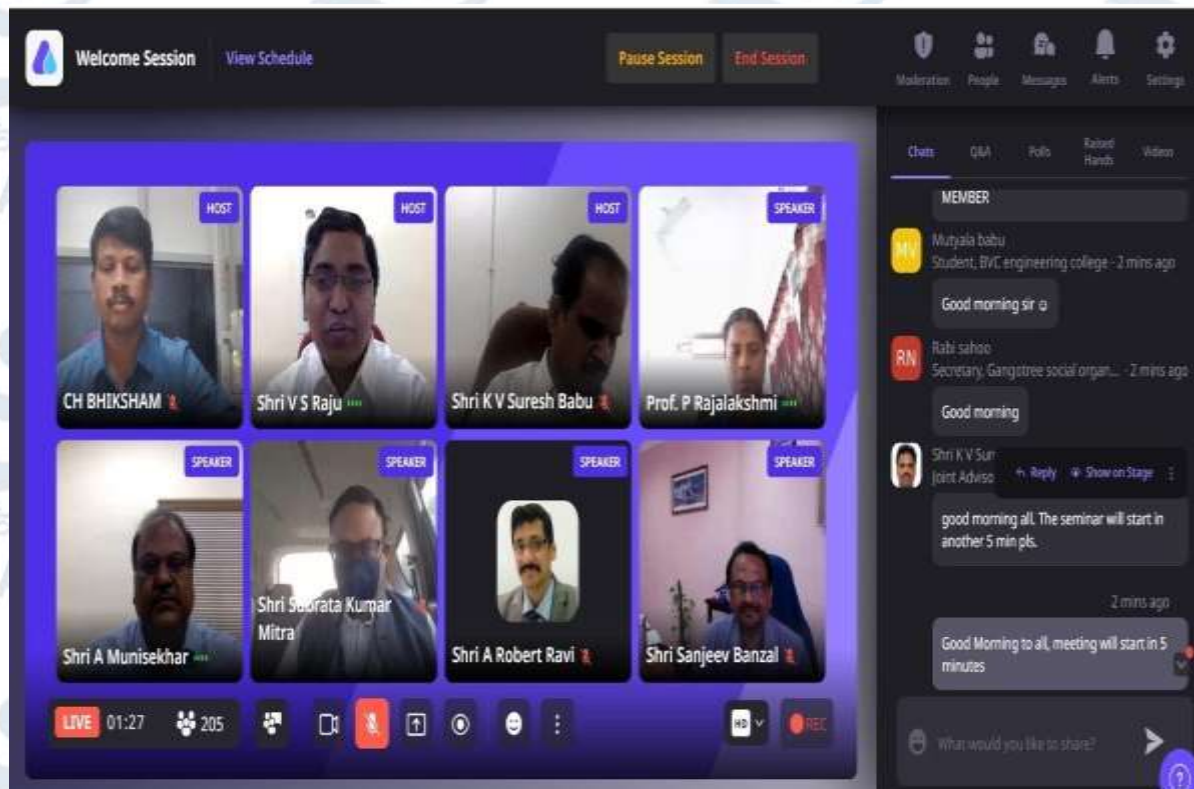 Welcome Session
View Schedule
Pause Session
End Session
Moderation
People
Messages
Alerts
Settings
HOST
CH BHIKSHAM
HOST
Shri V S Raju
HOST
Shri K V Suresh Babu
SPEAKER
Prof. P Rajalakshmi
SPEAKER
Shri A Munisekhar
SPEAKER
Shri Subrata Kumar
Mitra
SPEAKER
Shri A Robert Ravi
SPEAKER
Shri Sanjeev Banzal
LIVE 01:27 205
HD
REC
Chats
Q&A
Polls
Raised
Hands
Videos
MEMBER
MV
Mutyala babu
Student, BVC engineering college - 2 mins ago
Good morning sir
RN
Rabi sahoo
Secretary, Gangotree social organ... - 2 mins ago
Good morning
Shri K V Sur
Joint Adviso
Reply
Show on Stage
good morning all. The seminar will start in
another 5 min pls.
2 mins ago
Good Morning to all, meeting will start in 5
minutes
What would you like to share?
?